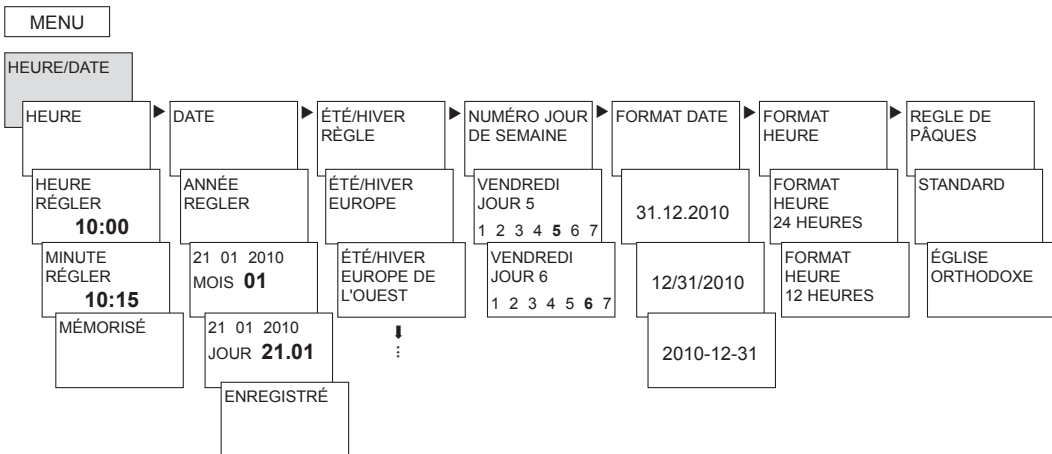 MENU
HEURE/DATE
HEURE
HEURE
RÉGLER
10:00
MINUTE
RÉGLER
10:15
MÉMORISÉ
DATE
ANNÉE
REGLER
21 01 2010
MOIS 01
21 01 2010
JOUR 21.01
ENREGISTRÉ
ÉTÉ/HIVER
RÈGLE
ÉTÉ/HIVER
EUROPE
ÉTÉ/HIVER
EUROPE DE
L'OUEST
NUMÉRO JOUR
DE SEMAINE
VENDREDI
JOUR 5
1 2 3 4 5 6 7
VENDREDI
JOUR 6
1 2 3 4 5 6 7
FORMAT DATE
31.12.2010
12/31/2010
2010-12-31
FORMAT
HEURE
FORMAT
HEURE
24 HEURES
FORMAT
HEURE
12 HEURES
REGLE DE
PÂQUES
STANDARD
ÉGLISE
ORTHODOXE